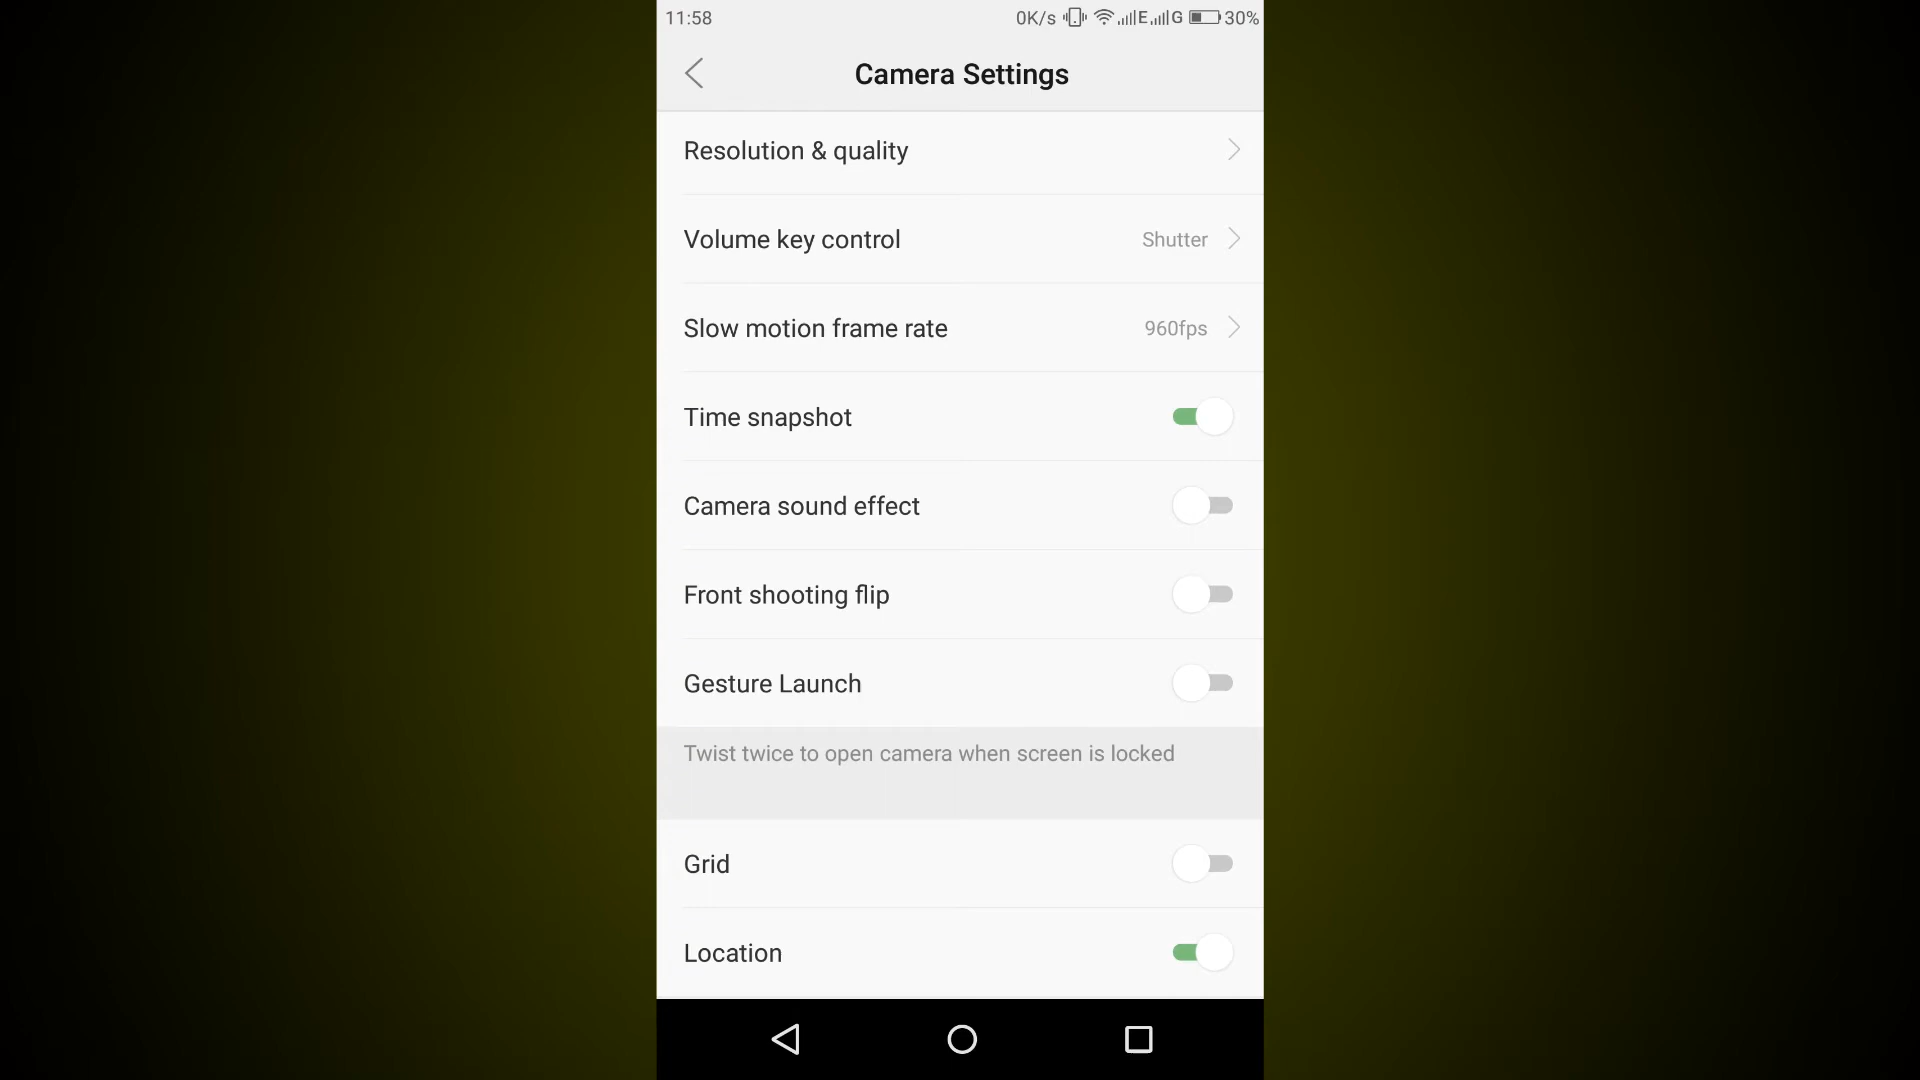 11:58 0K/s E G 30%
Camera Settings
Resolution & quality
Volume key control Shutter
Slow motion frame rate 960fps
Time snapshot
Camera sound effect
Front shooting flip
Gesture Launch
Twist twice to open camera when screen is locked
Grid
Location